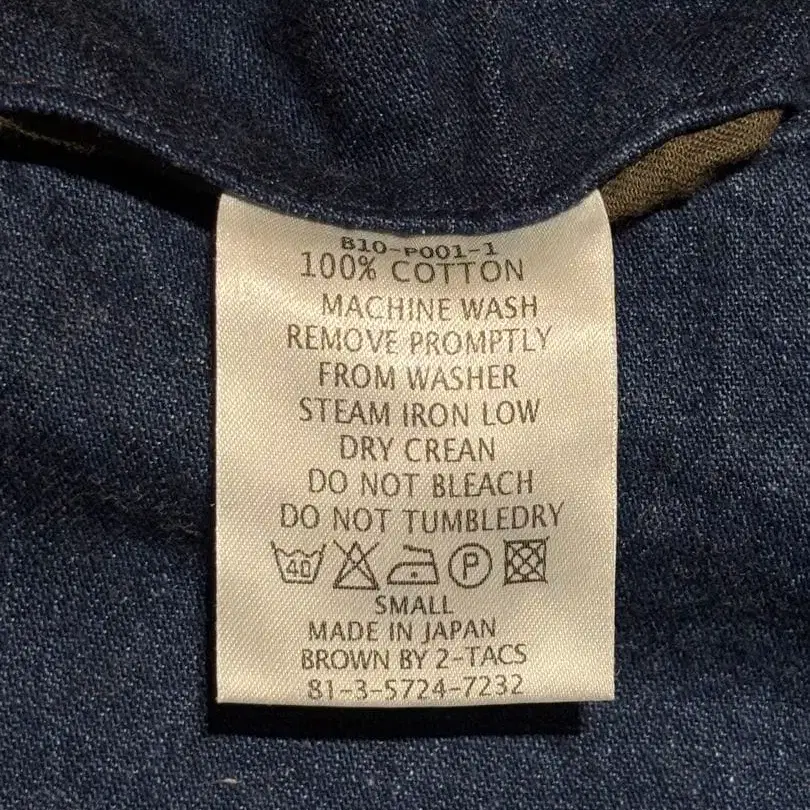 B10-P001-1
100% COTTON
MACHINE WASH
REMOVE PROMPTLY
FROM WASHER
STEAM IRON LOW
DRY CREAN
DO NOT BLEACH
DO NOT TUMBLEDRY
40 P
SMALL
MADE IN JAPAN
BROWN BY 2-TACS
81-3-5724-7232